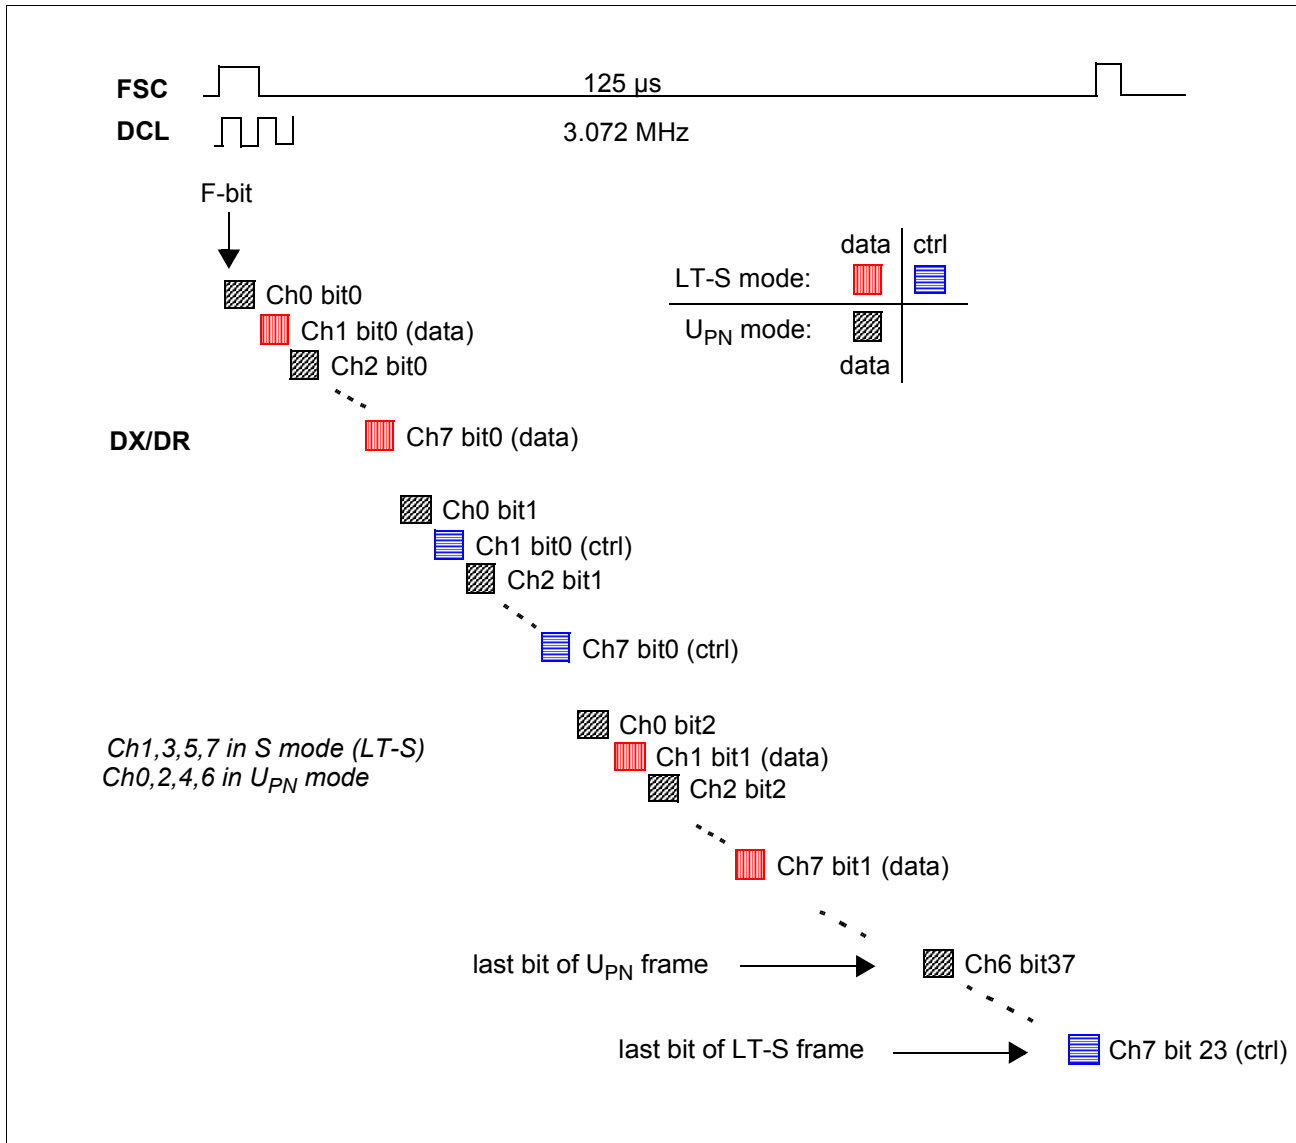 FSC
125 µs
DCL
3.072 MHz
F-bit
data ctrl
LT-S mode:
UPN mode:
data
Ch0 bit0
Ch1 bit0 (data)
Ch2 bit0
DX/DR
Ch7 bit0 (data)
Ch0 bit1
Ch1 bit0 (ctrl)
Ch2 bit1
Ch7 bit0 (ctrl)
Ch0 bit2
Ch1 bit1 (data)
Ch2 bit2
Ch1,3,5,7 in S mode (LT-S)
Ch0,2,4,6 in UPN mode
Ch7 bit1 (data)
last bit of UPN frame
Ch6 bit37
last bit of LT-S frame
Ch7 bit 23 (ctrl)